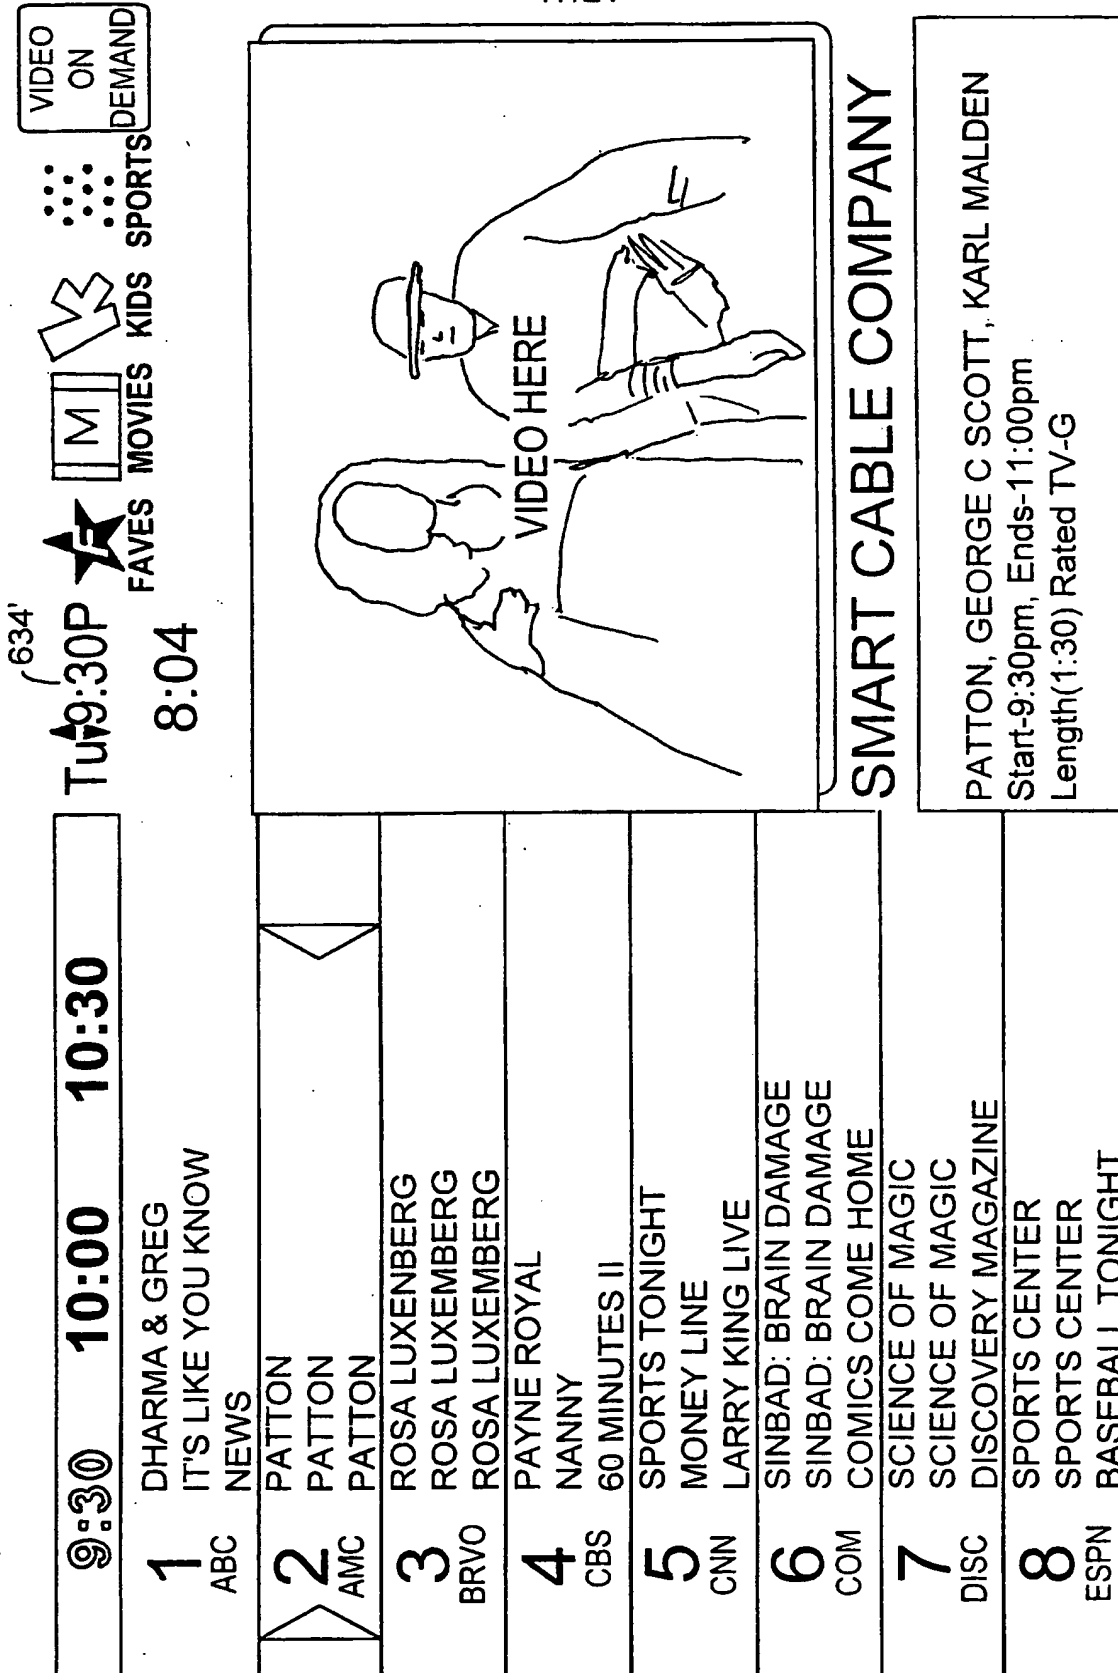 634'
9:30 10:00 10:30
Tu 9:30P
F
M
K
VIDEO
ON
DEMAND
FAVES MOVIES KIDS SPORTS
8:04
1
ABC
DHARMA & GREG
IT'S LIKE YOU KNOW
NEWS
2
AMC
PATTON
PATTON
PATTON
3
BRVO
ROSA LUXENBERG
ROSA LUXEMBERG
ROSA LUXEMBERG
4
CBS
PAYNE ROYAL
NANNY
60 MINUTES II
5
CNN
SPORTS TONIGHT
MONEY LINE
LARRY KING LIVE
6
COM
SINBAD: BRAIN DAMAGE
SINBAD: BRAIN DAMAGE
COMICS COME HOME
7
DISC
SCIENCE OF MAGIC
SCIENCE OF MAGIC
DISCOVERY MAGAZINE
8
ESPN
SPORTS CENTER
SPORTS CENTER
BASEBALL TONIGHT
VIDEO HERE
SMART CABLE COMPANY
PATTON, GEORGE C SCOTT, KARL MALDEN
Start-9:30pm, Ends-11:00pm
Length(1:30) Rated TV-G